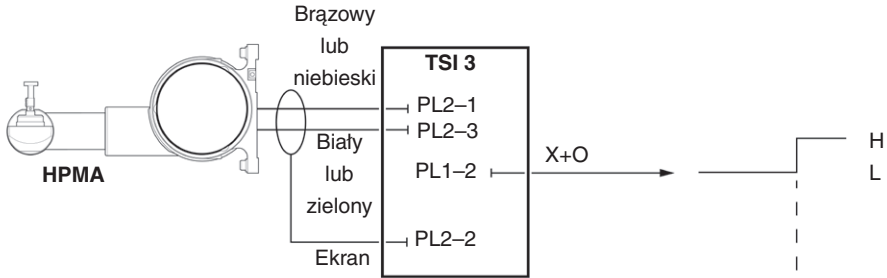 Brązowy
lub
niebieski
TSI 3
PL2–1
PL2–3
HPMA
Biały
lub
zielony
PL1–2
X+O
H
L
PL2–2
Ekran